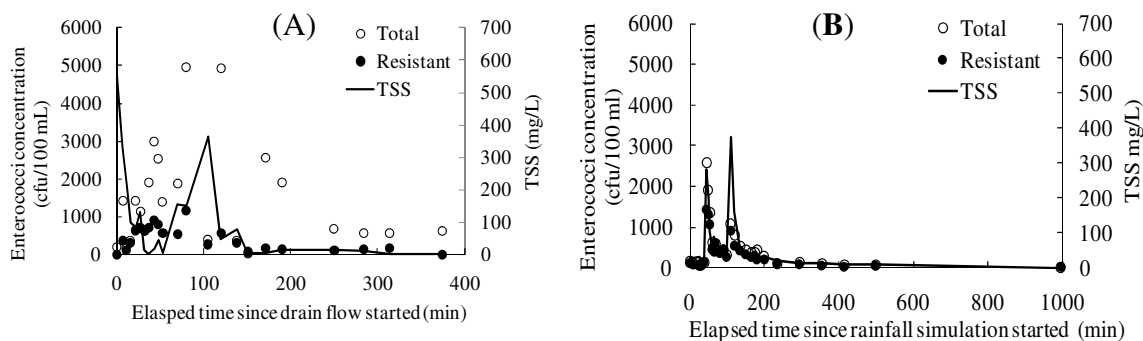 (A)
6000
5000
4000
3000
2000
1000
0
Enterococci concentration
(cfu/100 mL)
Total
Resistant
TSS
700
600
500
400
300
200
100
0
TSS (mg/L)
0
100
200
300
400
Elasped time since drain flow started (min)
(B)
6000
5000
4000
3000
2000
1000
0
Enterococci concentration
(cfu/100 ml)
Total
Resistant
TSS
700
600
500
400
300
200
100
0
TSS mg/L)
0
200
400
600
800
1000
Elapsed time since rainfall simulation started (min)